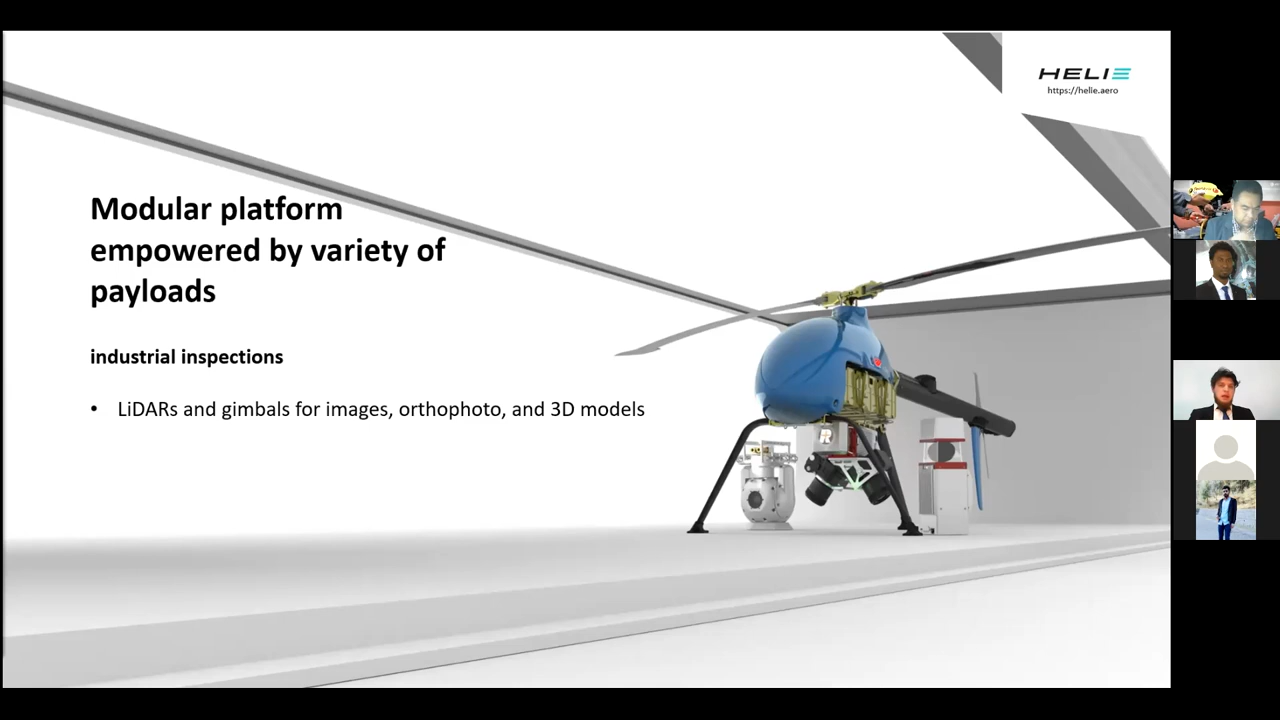 HELIE
https://helie.aero
Modular platform
empowered by variety of
payloads
industrial inspections
• LiDARs and gimbals for images, orthophoto, and 3D models